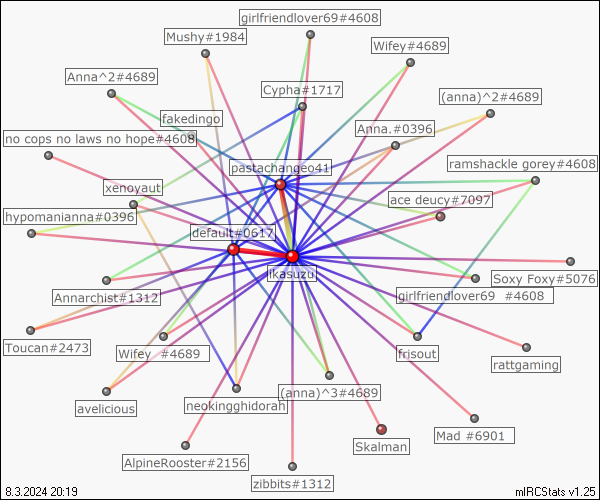 girlfriendlover69#4608
Mushy#1984
Wifey#4689
Anna^2#4689
Cypha#1717
(anna)^2#4689
fakedingo
Anna.#0396
no cops no laws no hope#4608
ramshackle gorey#4608
pastachangeo41
xenoyaut
ace deucy#7097
hypomanianna#0396
default#0617
ikasuzu
Soxy Foxy#5076
Annarchist#1312
girlfriendlover69 #4608
Toucan#2473
Wifey #4689
frisout
rattgaming
(anna)^3#4689
avelicious
neokingghidorah
Skalman
Mad #6901
AlpineRooster#2156
zibbits#1312
8.3.2024 20:19
mIRCStats v1.25